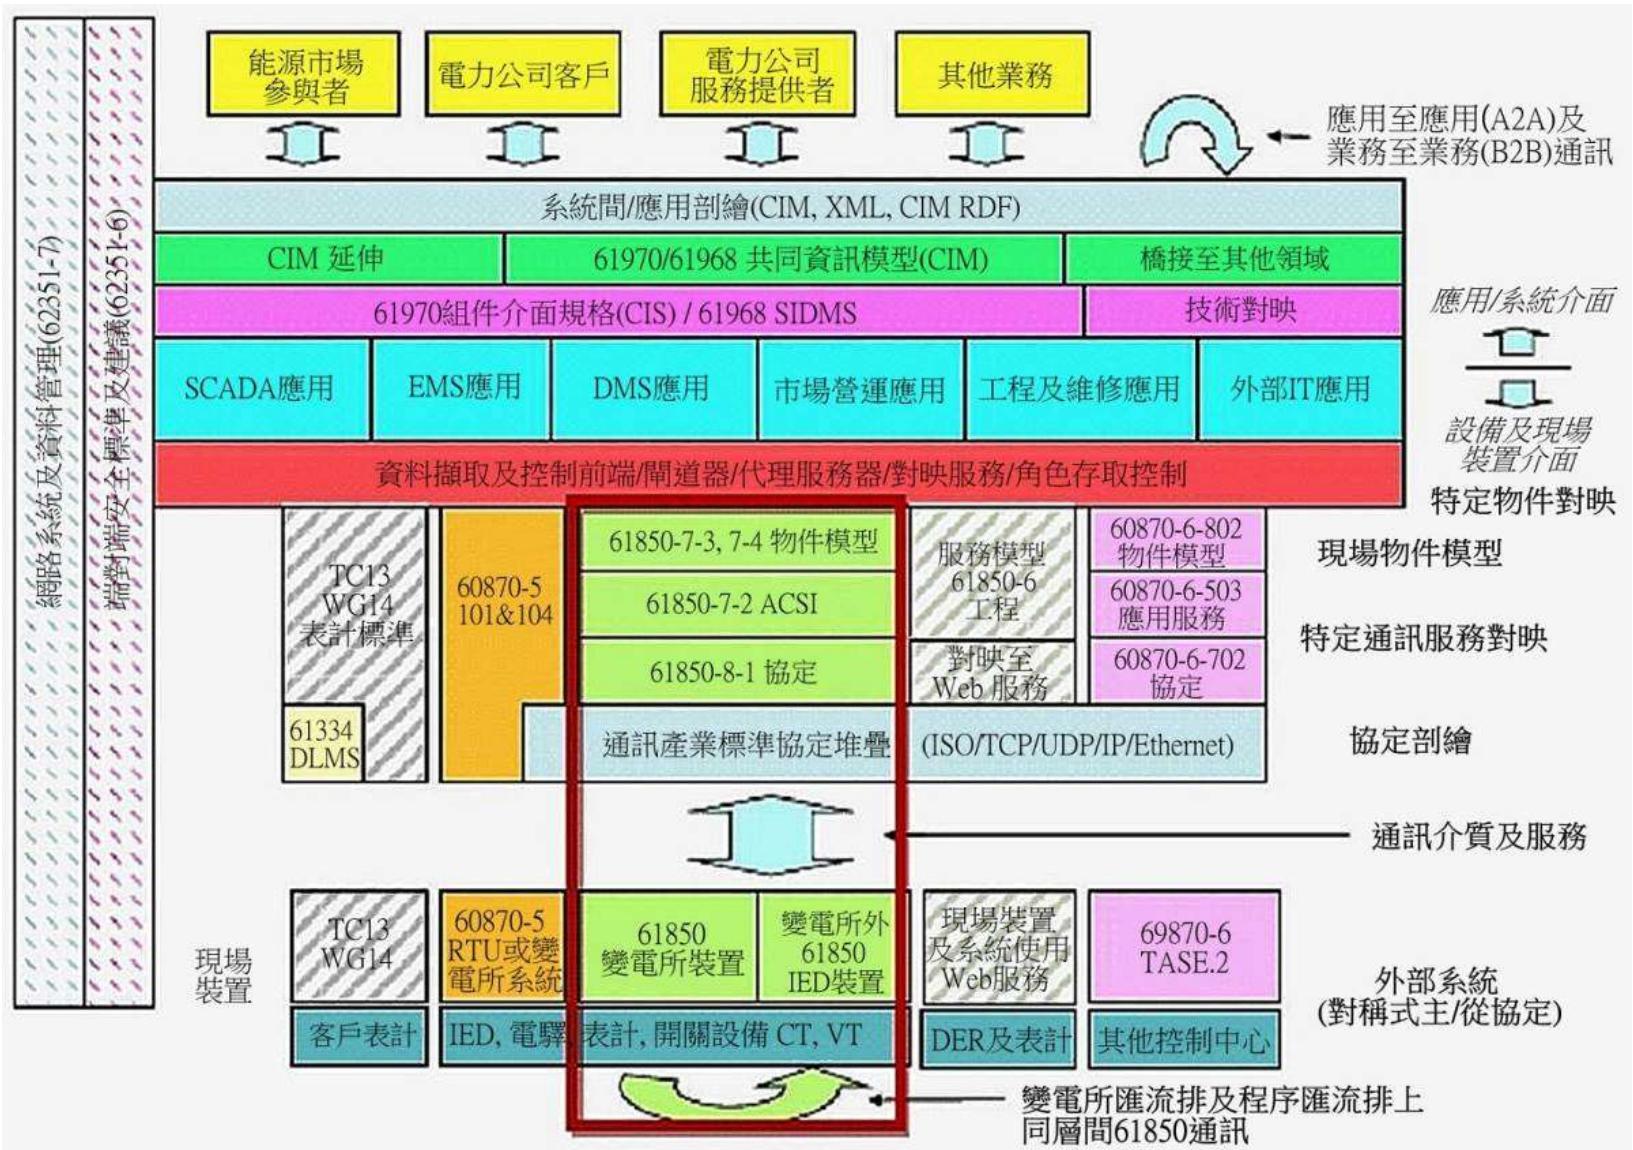 能源市場
參與者
電力公司客戶
電力公司
服務提供者
其他業務
應用至應用(A2A)及
業務至業務(B2B)通訊
網路系統及資料管理(62351-7)
端對端安全標準及建議(62351-6)
系統間/應用剖繪(CIM, XML, CIM RDF)
CIM 延伸
61970/61968 共同資訊模型(CIM)
橋接至其他領域
61970組件介面規格(CIS) / 61968 SIDMS
技術對映
應用/系統介面
SCADA應用
EMS應用
DMS應用
市場營運應用
工程及維修應用
外部IT應用
設備及現場
裝置介面
資料擷取及控制前端/閘道器/代理服務器/對映服務/角色存取控制
特定物件對映
TC13
WG14
表計標準
60870-5
101&104
61850-7-3, 7-4 物件模型
61850-7-2 ACSI
61850-8-1 協定
服務模型
61850-6
工程
對映至
Web 服務
60870-6-802
物件模型
60870-6-503
應用服務
60870-6-702
協定
現場物件模型
特定通訊服務對映
61334
DLMS
通訊產業標準協定堆疊 (ISO/TCP/UDP/IP/Ethernet)
協定剖繪
通訊介質及服務
現場
裝置
TC13
WG14
60870-5
RTU或變
電所系統
61850
變電所裝置
變電所外
61850
IED裝置
現場裝置
及系統使用
Web服務
69870-6
TASE.2
外部系統
(對稱式主/從協定)
客戶表計
IED, 電驛, 表計, 開關設備 CT, VT
DER及表計
其他控制中心
變電所匯流排及程序匯流排上
同層間61850通訊